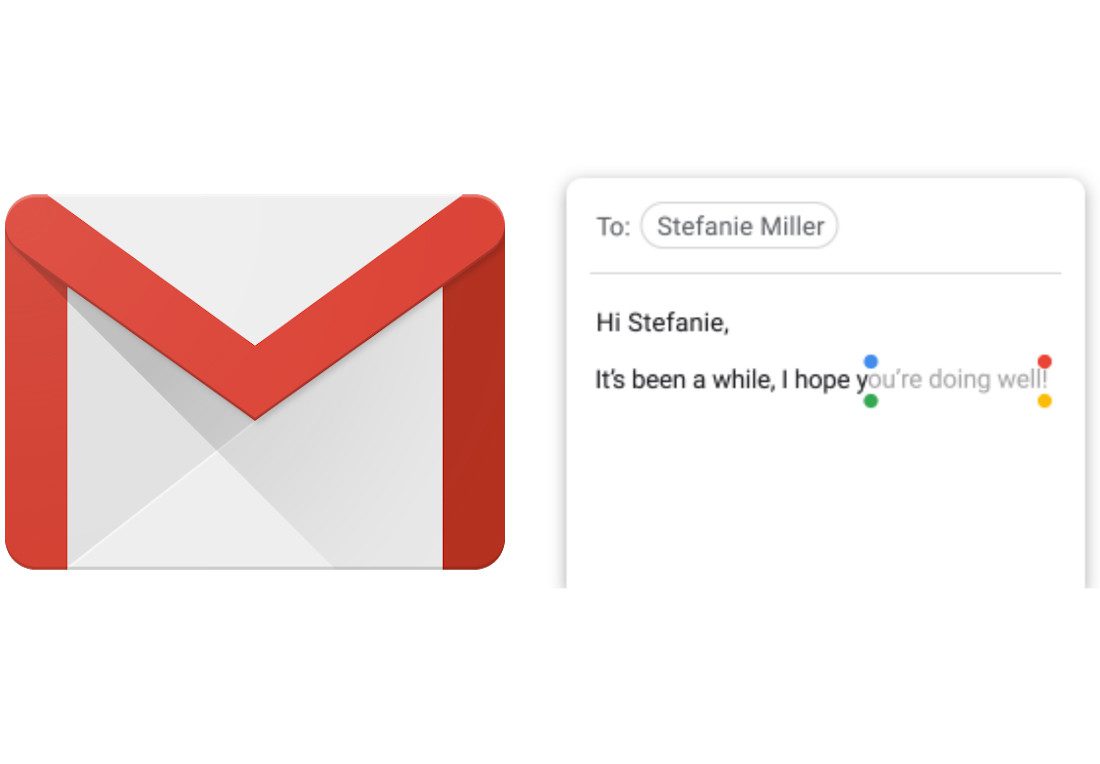 To: Stefanie Miller
Hi Stefanie,
It's been a while, I hope you're doing well!